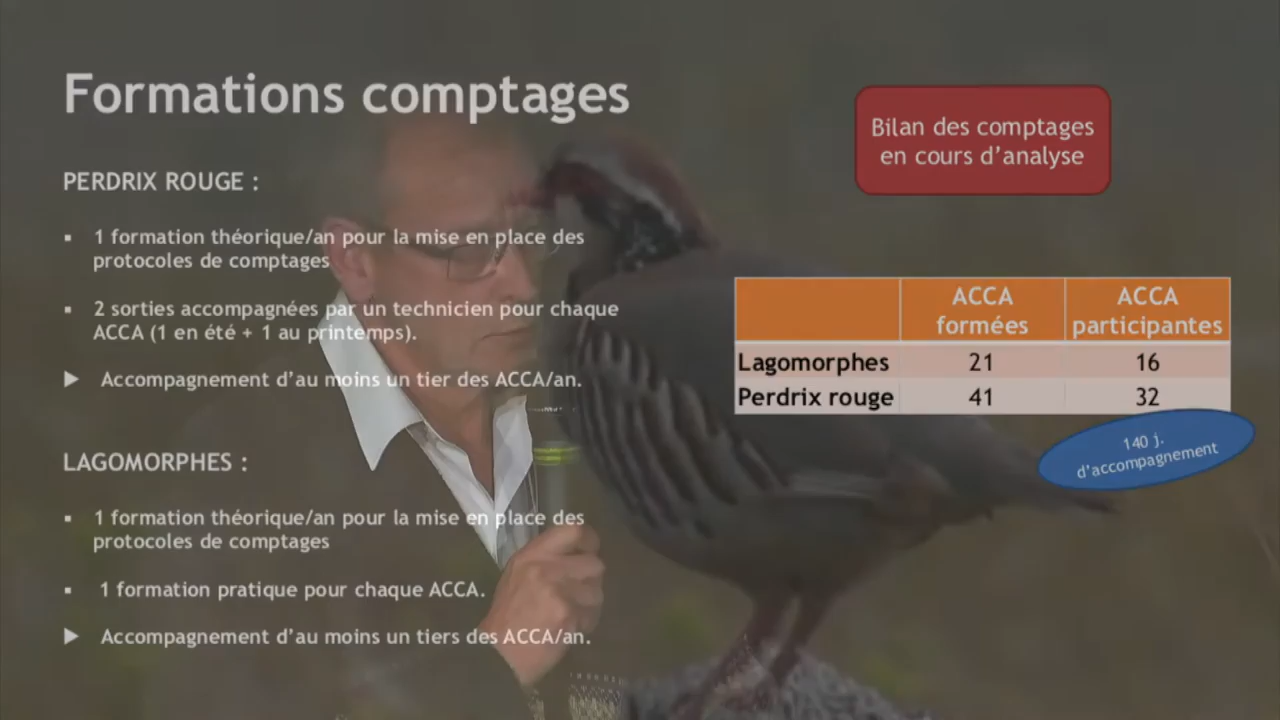 Formations comptages
Bilan des comptages
en cours d'analyse
PERDRIX ROUGE :
▪ 1 formation théorique/an pour la mise en place des
protocoles de comptages
▪ 2 sorties accompagnées par un technicien pour chaque
ACCA (1 en été + 1 au printemps).
▶ Accompagnement d'au moins un tier des ACCA/an.
ACCA formées ACCA participantes
Lagomorphes 21 16
Perdrix rouge 41 32
140 j.
d'accompagnement
LAGOMORPHES :
▪ 1 formation théorique/an pour la mise en place des
protocoles de comptages
▪ 1 formation pratique pour chaque ACCA.
▶ Accompagnement d'au moins un tiers des ACCA/an.